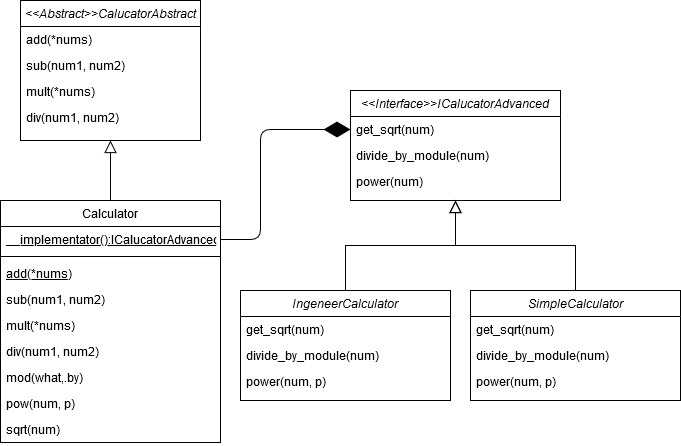 <<Abstract>>CalucatorAbstract
add(*nums)
sub(num1, num2)
mult(*nums)
div(num1, num2)
<<Interface>>ICalucatorAdvanced
get_sqrt(num)
divide_by_module(num)
power(num)
Calculator
__implementator():ICalucatorAdvanced
add(*nums)
sub(num1, num2)
mult(*nums)
div(num1, num2)
mod(what,.by)
pow(num, p)
sqrt(num)
IngeneerCalculator
get_sqrt(num)
divide_by_module(num)
power(num, p)
SimpleCalculator
get_sqrt(num)
divide_by_module(num)
power(num, p)